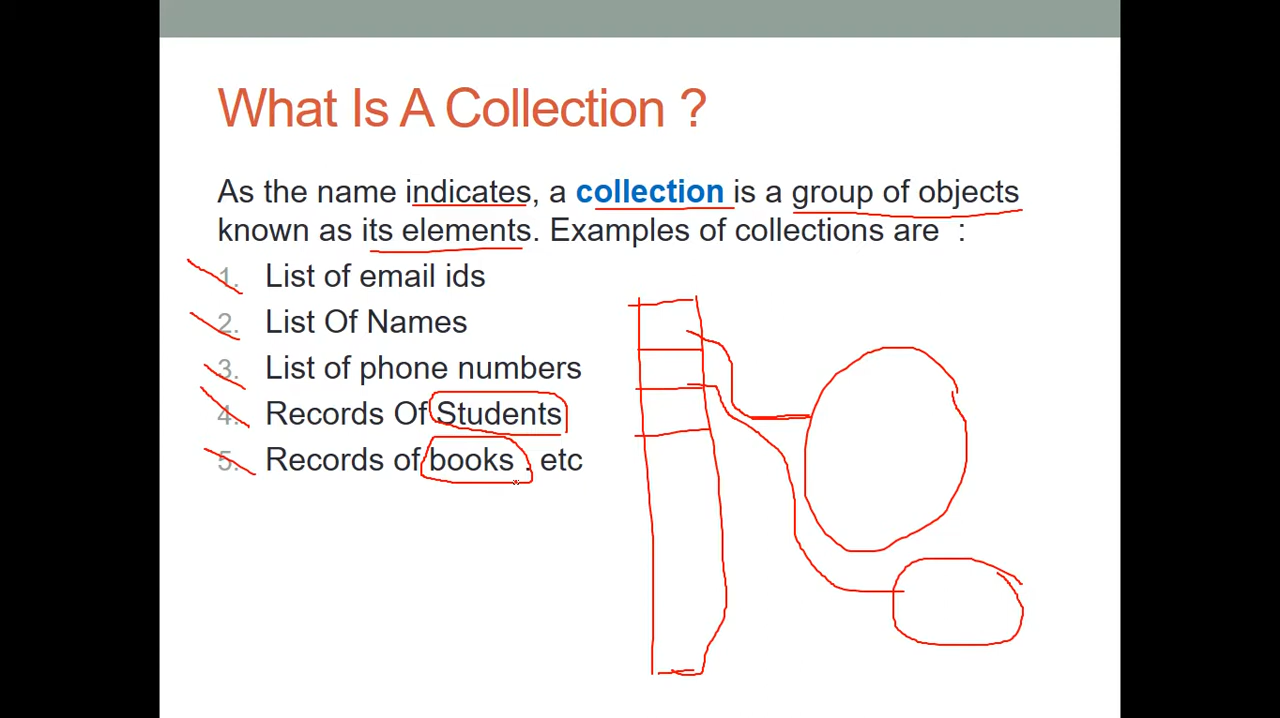 What Is A Collection ?
As the name indicates, a collection is a group of objects
known as its elements. Examples of collections are :
1. List of email ids
2. List Of Names
3. List of phone numbers
4. Records Of Students
5. Records of books , etc